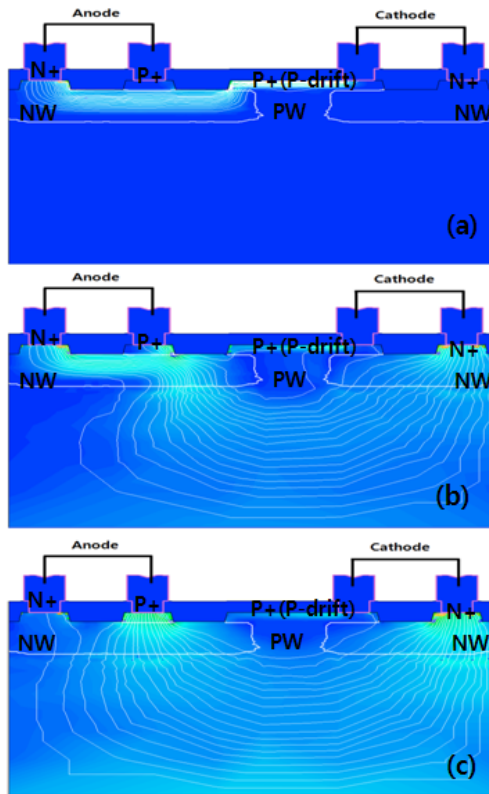 Anode Cathode
N+ P+ P+(P-drift) N+
NW PW NW
(a)
Anode Cathode
N+ P+ P+(P-drift) N+
NW PW NW
(b)
Anode Cathode
N+ P+ P+(P-drift) N+
NW PW NW
(c)